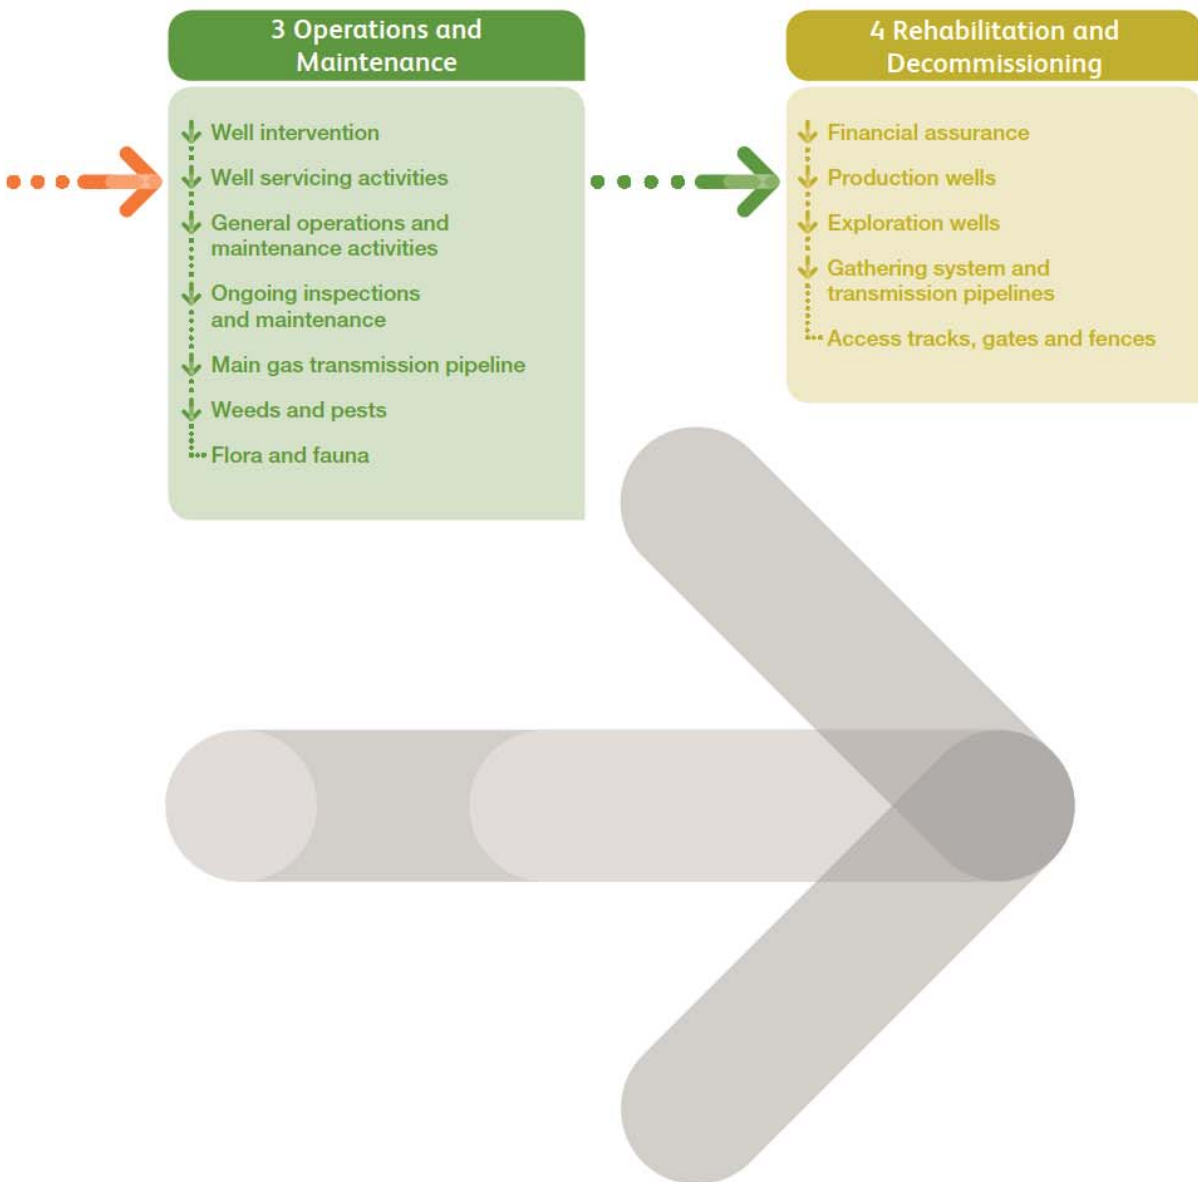 3 Operations and
Maintenance
Well intervention
Well servicing activities
General operations and
maintenance activities
Ongoing inspections
and maintenance
Main gas transmission pipeline
Weeds and pests
Flora and fauna
4 Rehabilitation and
Decommissioning
Financial assurance
Production wells
Exploration wells
Gathering system and
transmission pipelines
Access tracks, gates and fences